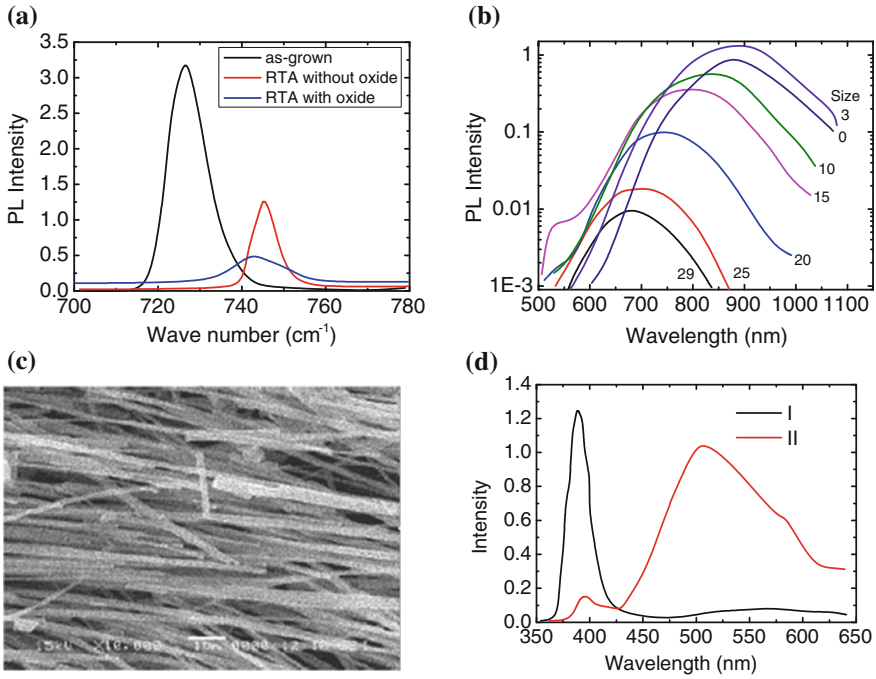 (a)
3.5
3.0
2.5
2.0
1.5
1.0
0.5
0.0
PL Intensity
as-grown
RTA without oxide
RTA with oxide
700 720 740 760 780
Wave number (cm⁻¹)
(b)
1
0.1
0.01
1E-3
PL Intensity
Size
3
0
10
15
20
25
29
500 600 700 800 900 1000 1100
Wavelength (nm)
(c)
(d)
1.4
1.2
1.0
0.8
0.6
0.4
0.2
0.0
Intensity
I
II
350 400 450 500 550 600 650
Wavelength (nm)